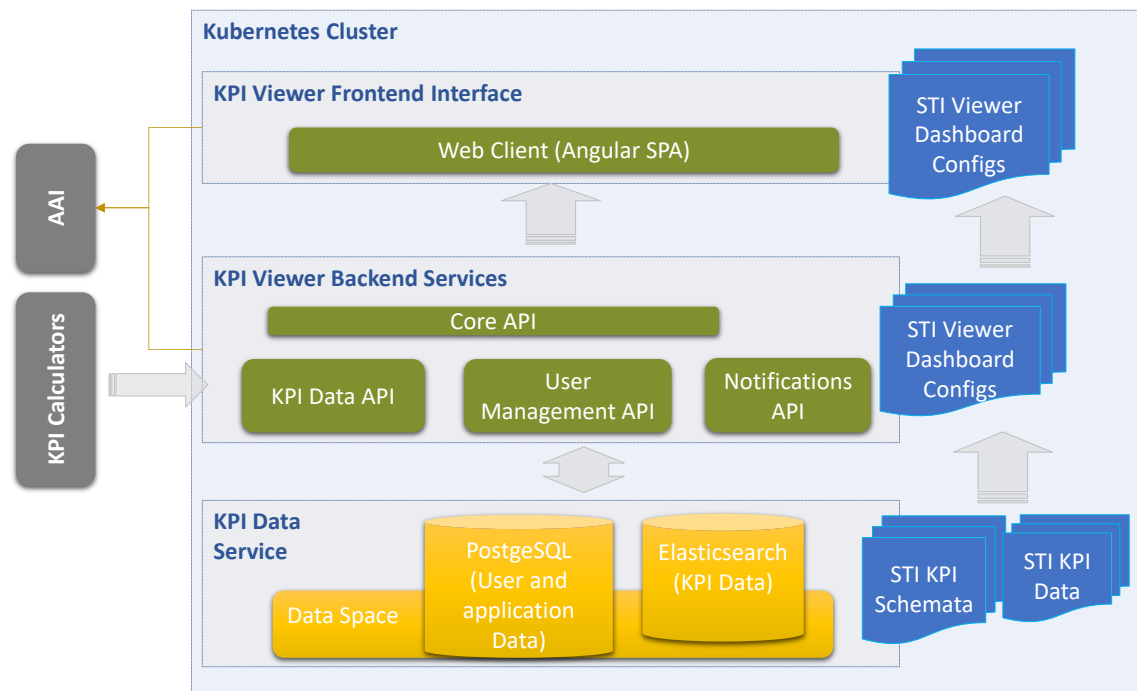 Kubernetes Cluster
KPI Viewer Frontend Interface
Web Client (Angular SPA)
STI Viewer
Dashboard
Configs
AAI
KPI Calculators
KPI Viewer Backend Services
Core API
KPI Data API
User
Management API
Notifications
API
STI Viewer
Dashboard
Configs
KPI Data
Service
PostgeSQL
(User and
application
Data)
Elasticsearch
(KPI Data)
Data Space
STI KPI
Schemata
STI KPI
Data